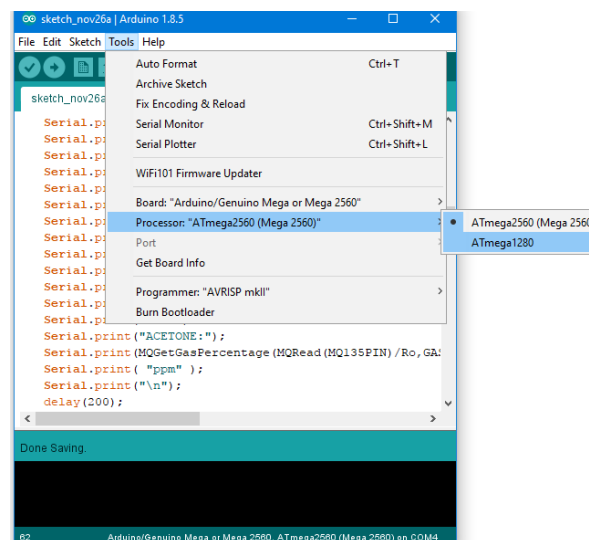 sketch_nov26a | Arduino 1.8.5
File Edit Sketch Tools Help
Auto Format Ctrl+T
Archive Sketch
sketch_nov26a
Fix Encoding & Reload
Serial Monitor Ctrl+Shift+M
Serial Plotter Ctrl+Shift+L
WiFi101 Firmware Updater
Board: "Arduino/Genuino Mega or Mega 2560"
Processor: "ATmega2560 (Mega 2560)"
ATmega2560 (Mega 2560
ATmega1280
Port
Get Board Info
Programmer: "AVRISP mkII"
Burn Bootloader
Serial.pr
Serial.pr
Serial.pr
Serial.pr
Serial.pr
Serial.pr
Serial.pr
Serial.pr
Serial.pr
Serial.pr
Serial.pr
Serial.pr
Serial.pr
Serial.print("ACETONE:");
Serial.print(MQGetGasPercentage(MQRead(MQ135PIN)/Ro,GAS
Serial.print( "ppm" );
Serial.print("\n");
delay(200);
Done Saving.
62 Arduino/Genuino Mega or Mega 2560, ATmega2560 (Mega 2560) on COM4